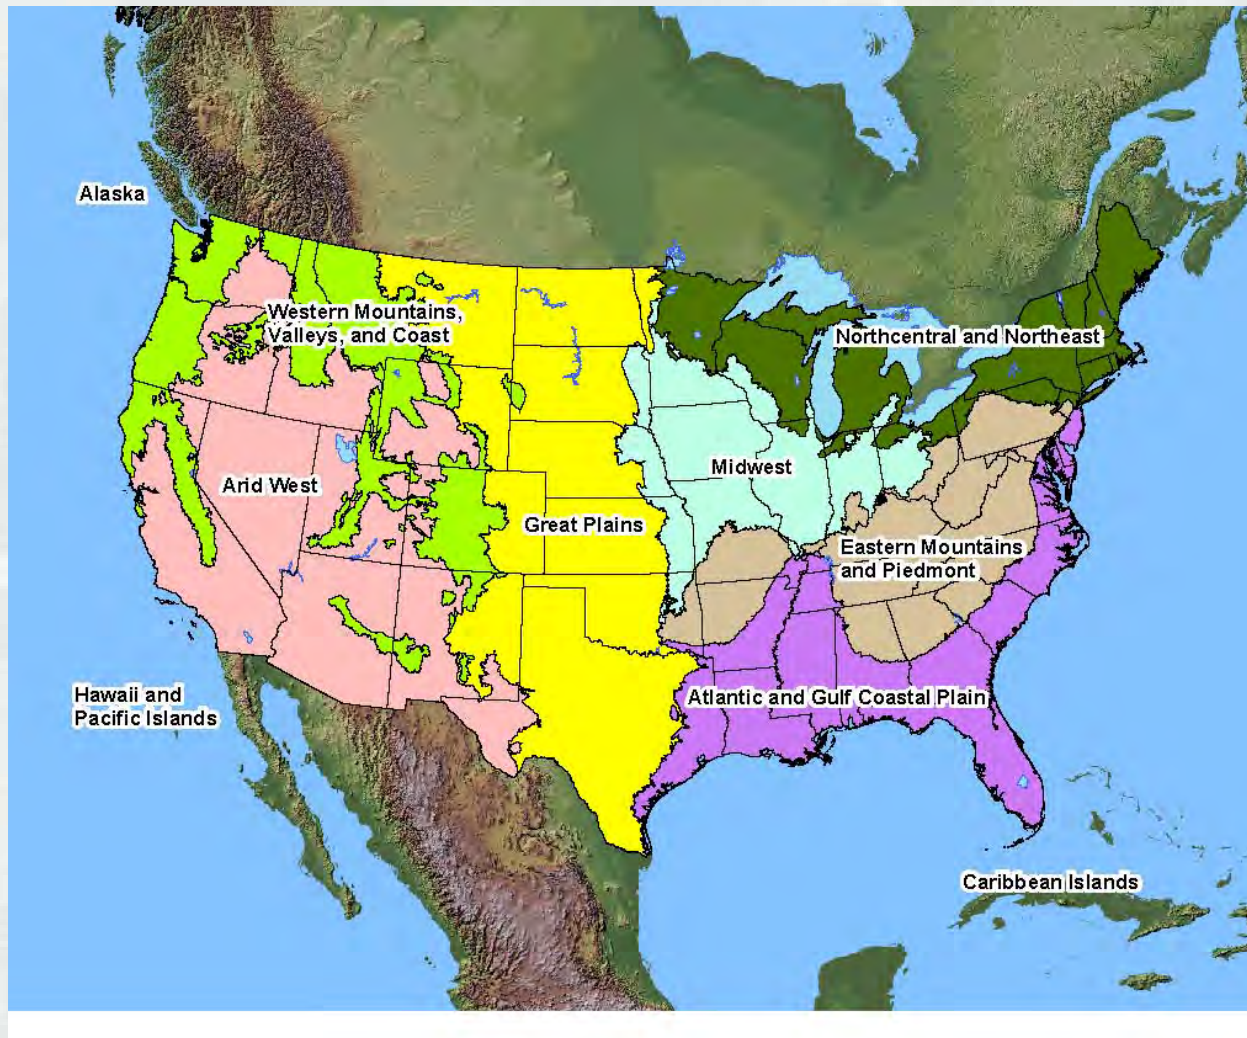 Alaska
Western Mountains,
Valleys, and Coast
Northcentral and Northeast
Arid West
Midwest
Great Plains
Eastern Mountains
and Piedmont
Hawaii and
Pacific Islands
Atlantic and Gulf Coastal Plain
Caribbean Islands